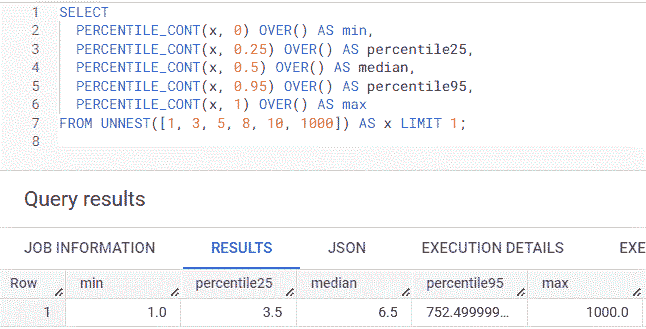 1 SELECT
2 PERCENTILE_CONT(x, 0) OVER() AS min,
3 PERCENTILE_CONT(x, 0.25) OVER() AS percentile25,
4 PERCENTILE_CONT(x, 0.5) OVER() AS median,
5 PERCENTILE_CONT(x, 0.95) OVER() AS percentile95,
6 PERCENTILE_CONT(x, 1) OVER() AS max
7 FROM UNNEST([1, 3, 5, 8, 10, 1000]) AS x LIMIT 1;
8
Query results
JOB INFORMATION RESULTS JSON EXECUTION DETAILS EXE
Row min percentile25 median percentile95 max
1 1.0 3.5 6.5 752.499999… 1000.0